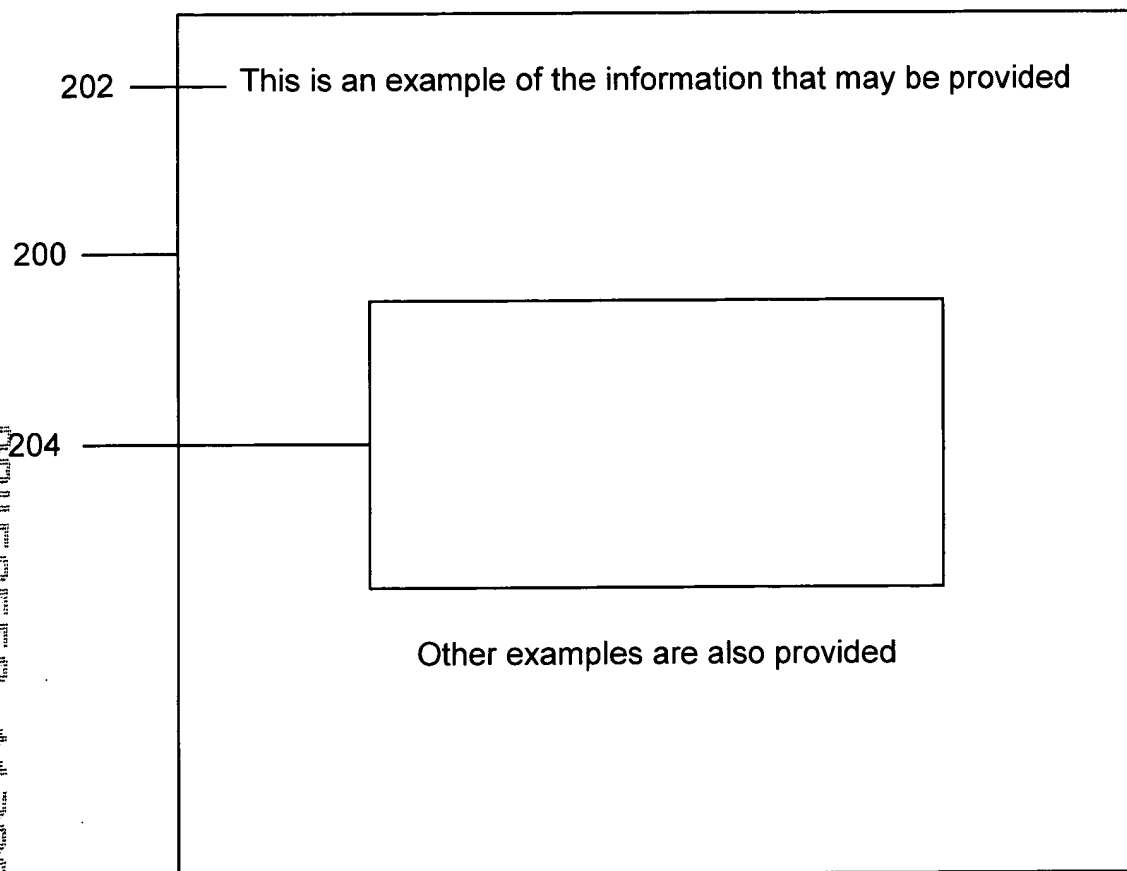 202 This is an example of the information that may be provided
200
204
Other examples are also provided